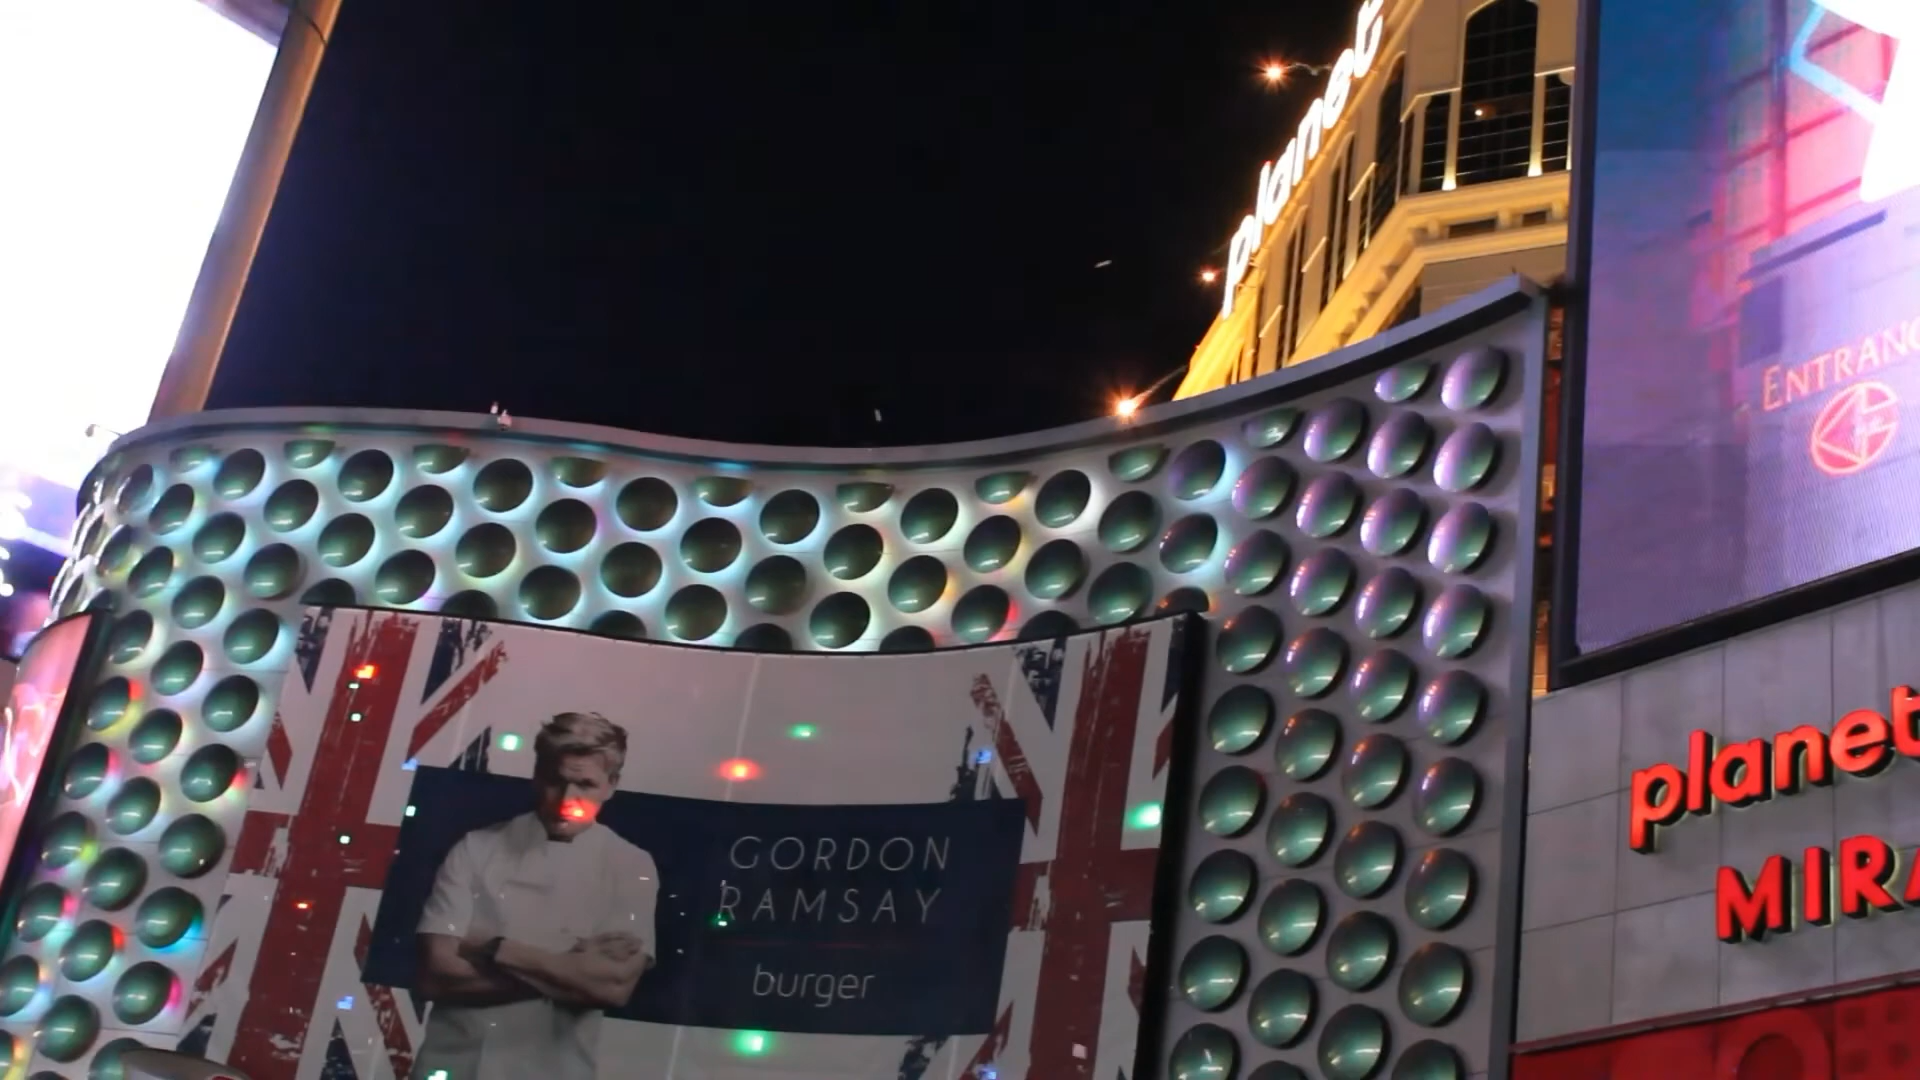 planet
ENTRANC
GORDON
RAMSAY
burger
planet
MIRA